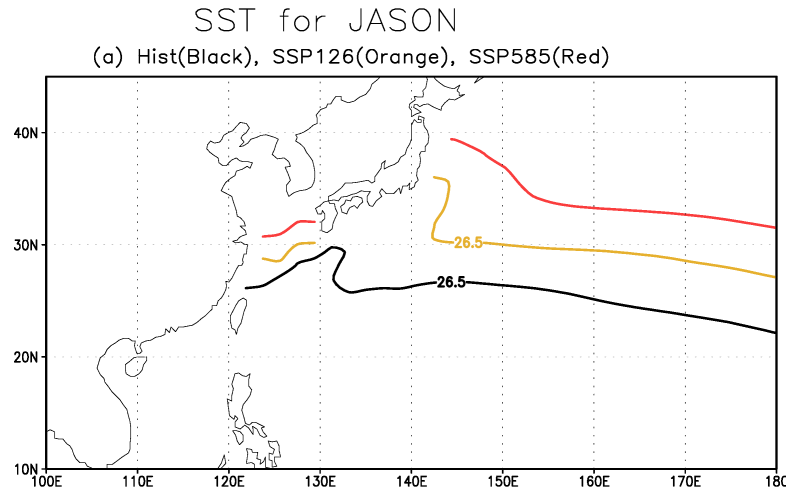 SST for JASON
(a) Hist(Black), SSP126(Orange), SSP585(Red)
40N
30N
26.5
26.5
20N
10N
100E 110E 120E 130E 140E 150E 160E 170E 180